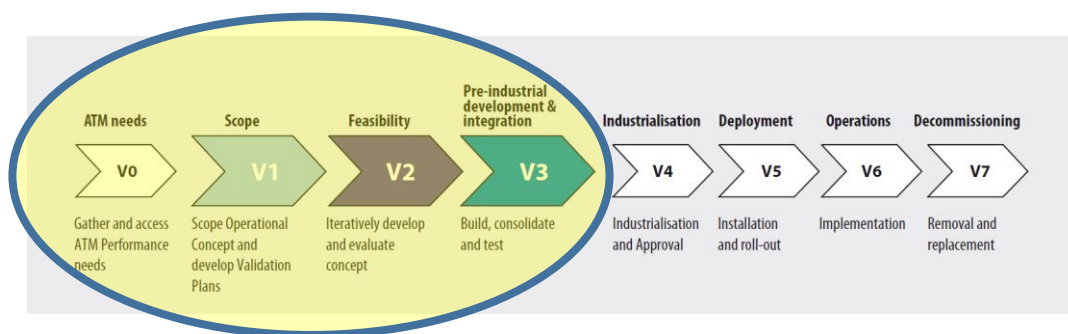 ATM needs
Scope
Feasibility
Pre-industrial
development &
integration
Industrialisation
Deployment
Operations
Decommissioning
V0
V1
V2
V3
V4
V5
V6
V7
Gather and access
ATM Performance
needs
Scope Operational
Concept and
develop Validation
Plans
Iteratively develop
and evaluate
concept
Build, consolidate
and test
Industrialisation
and Approval
Installation
and roll-out
Implementation
Removal and
replacement